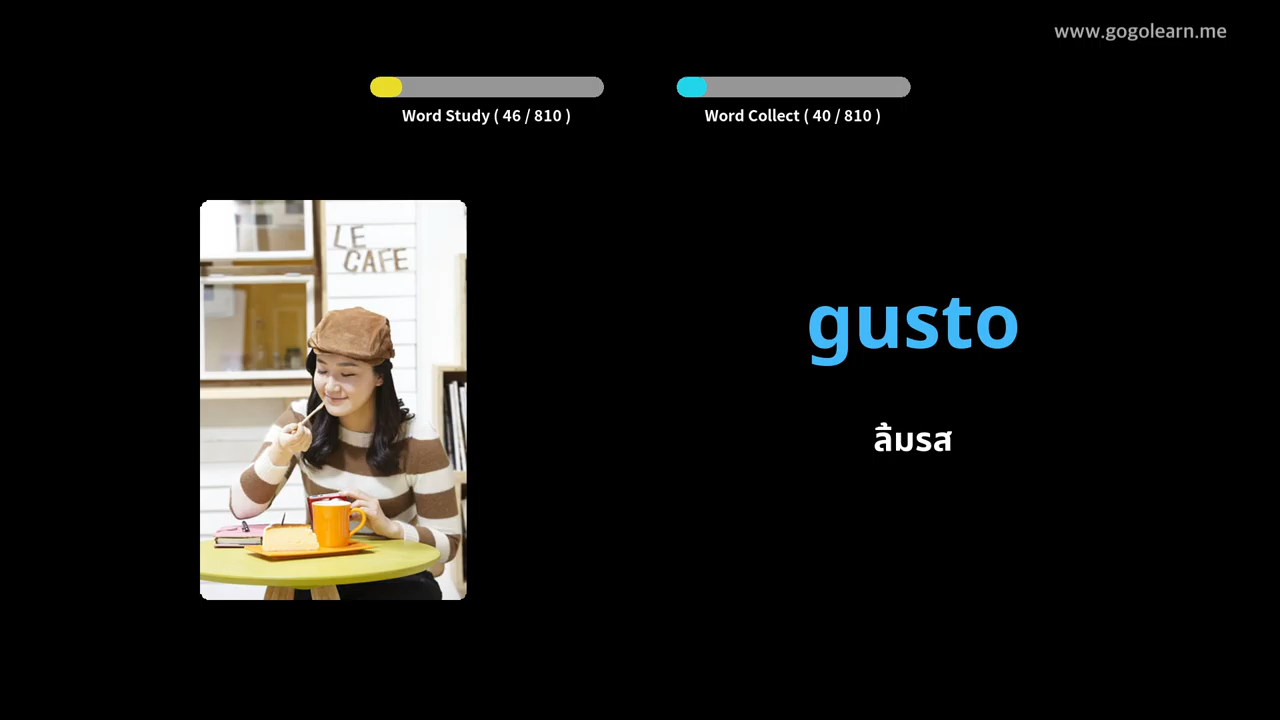 www.gogolearn.me
Word Study ( 46 / 810 )
Word Collect ( 40 / 810 )
LE
CAFE
gusto
ลิ้มรส